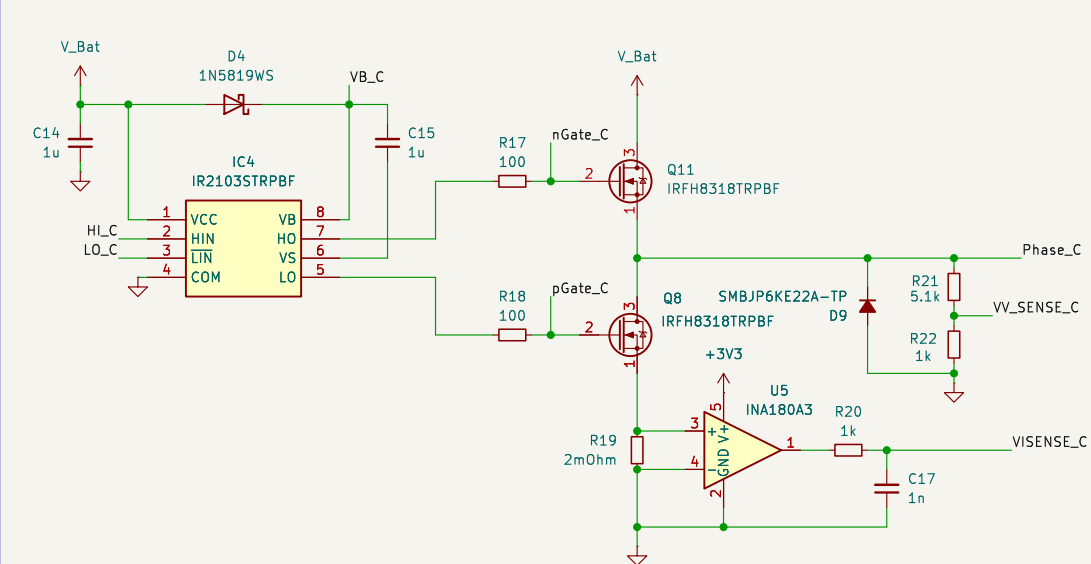 V_Bat
D4
1N5819WS
VB_C
C14
1u
C15
1u
IC4
IR2103STRPBF
1
VCC
VB
8
HI_C
2
HIN
HO
7
LO_C
3
LIN
VS
6
4
COM
LO
5
V_Bat
R17
100
nGate_C
2
3
1
Q11
IRFH8318TRPBF
R18
100
pGate_C
2
3
1
Q8
IRFH8318TRPBF
Phase_C
SMBJP6KE22A-TP
D9
R21
5.1k
VV_SENSE_C
R22
1k
+3V3
U5
INA180A3
R19
2mOhm
3
4
5
2
1
+
-
V+
GND
R20
1k
VISENSE_C
C17
1n